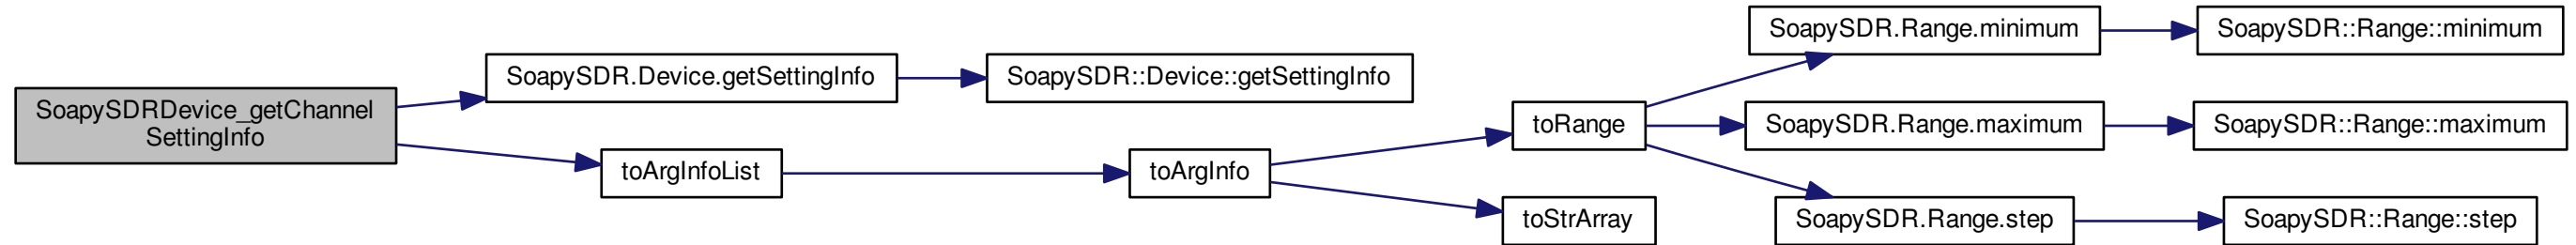 SoapySDRDevice_getChannel
SettingInfo
SoapySDR.Device.getSettingInfo
SoapySDR::Device::getSettingInfo
toArgInfoList
toArgInfo
toRange
toStrArray
SoapySDR.Range.minimum
SoapySDR::Range::minimum
SoapySDR.Range.maximum
SoapySDR::Range::maximum
SoapySDR.Range.step
SoapySDR::Range::step